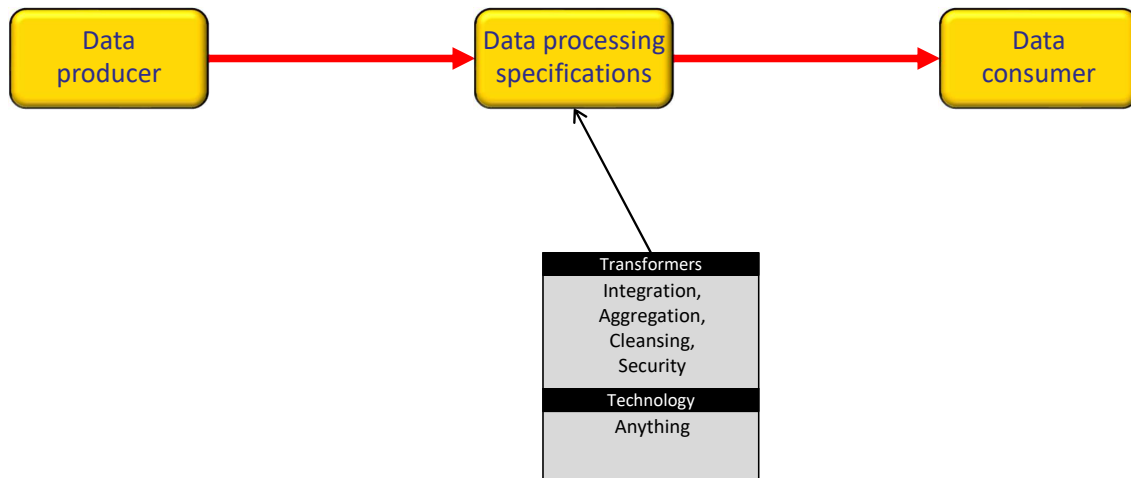 Data
producer
Data processing
specifications
Data
consumer
Transformers
Integration,
Aggregation,
Cleansing,
Security
Technology
Anything